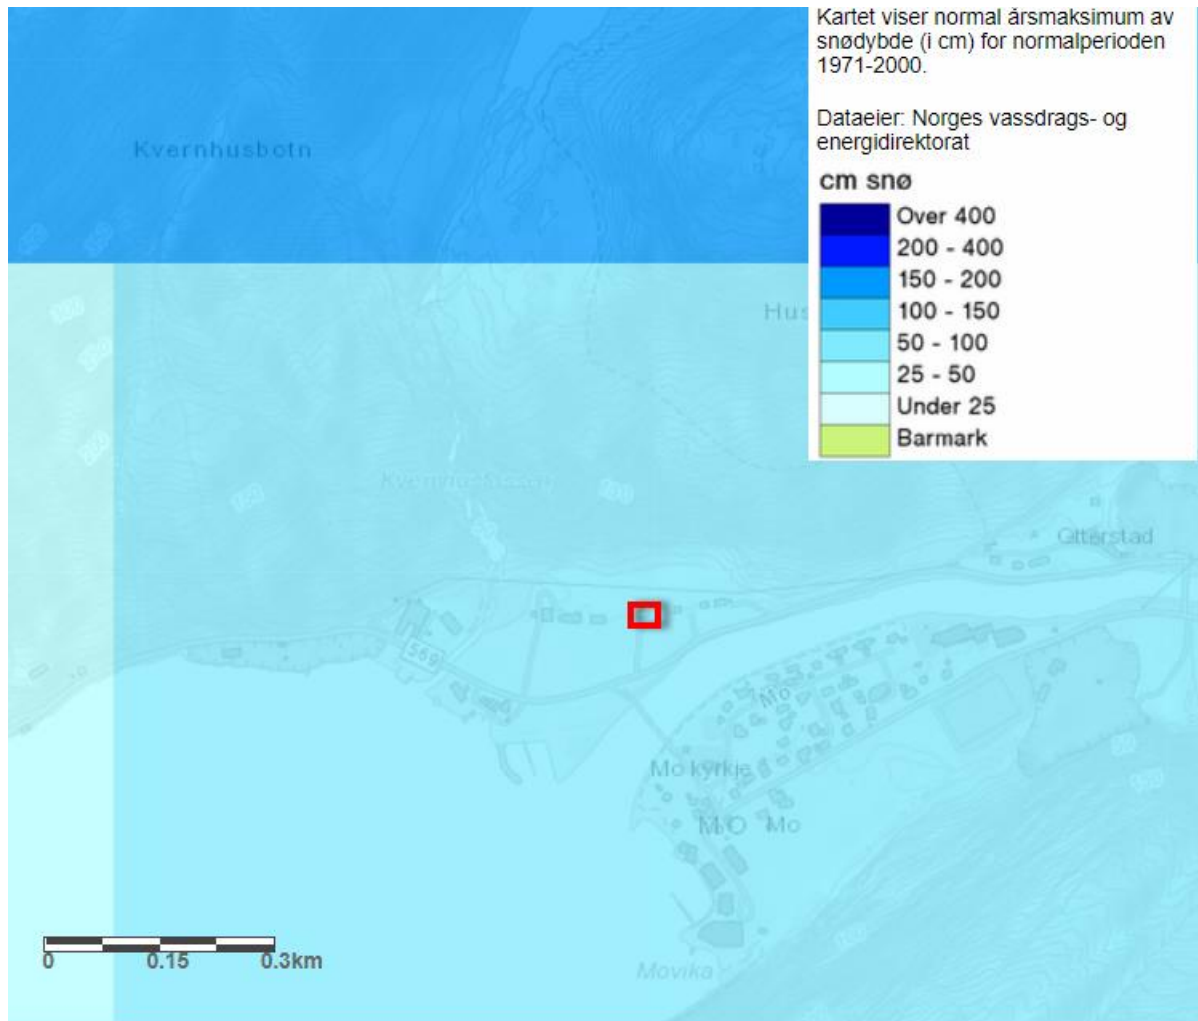 Kartet viser normal årsmaksimum av
snødybde (i cm) for normalperioden
1971-2000.
Dataeier: Norges vassdrags- og
energidirektorat
cm snø
Over 400
200 - 400
150 - 200
100 - 150
50 - 100
25 - 50
Under 25
Barmark
Kvernhusbotn
Hus
Gitterstad
569
Mo
Mo kyrkje
MO Mo
Movika
0 0.15 0.3km